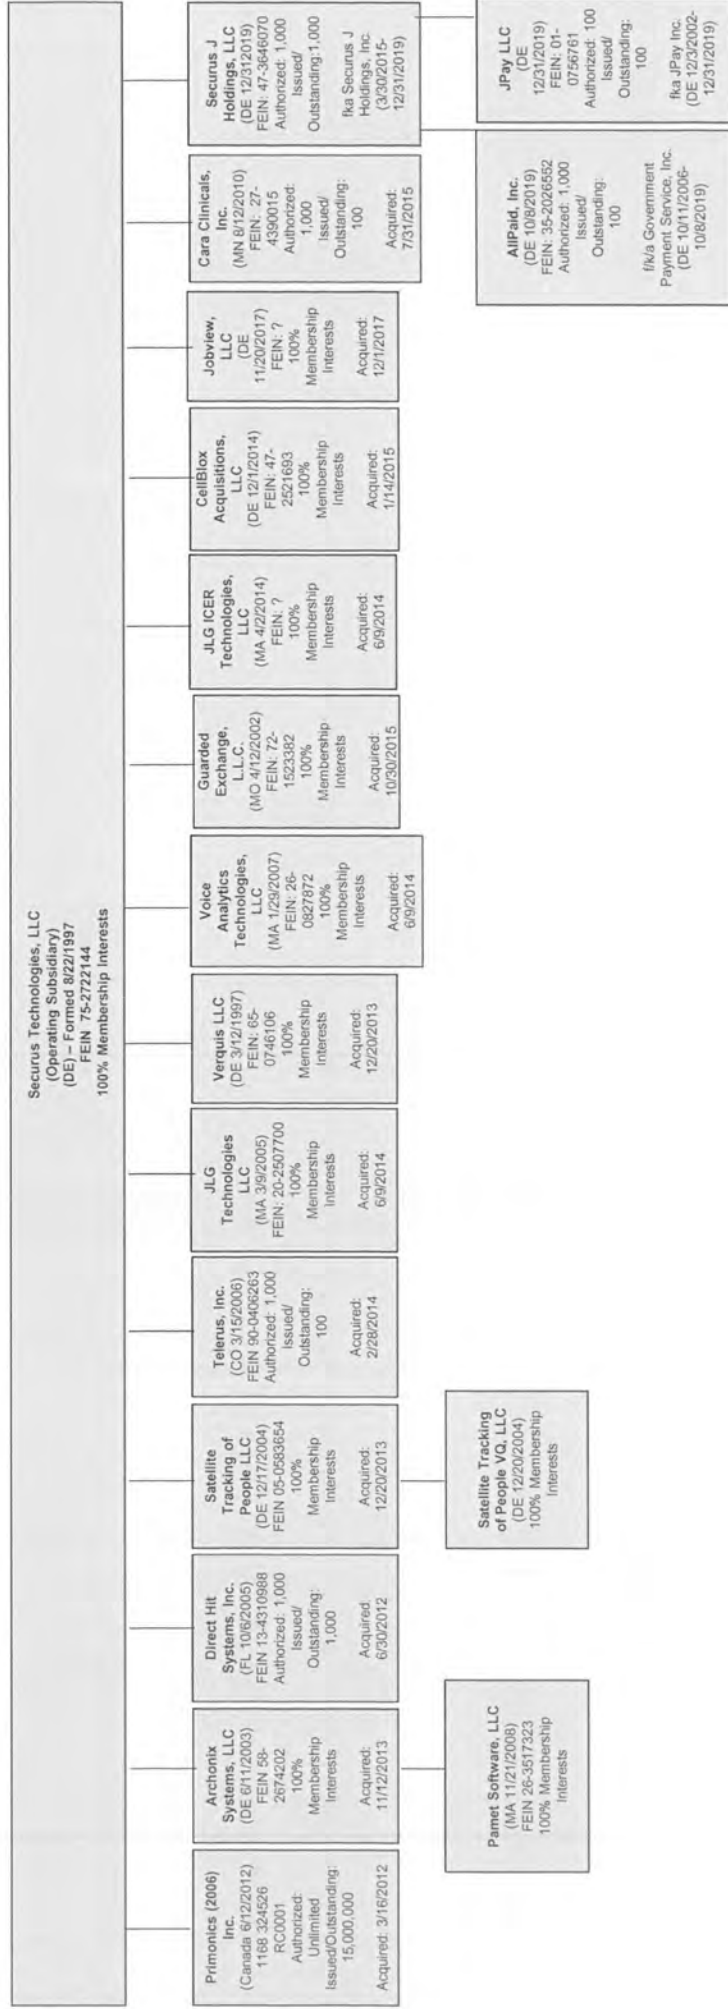 Securus Technologies, LLC
(Operating Subsidiary)
(DE) – Formed 8/22/1997
FEIN 75-2722144
100% Membership Interests
Primonics (2006)
Inc.
(Canada 6/12/2012)
1168 324526
RC0001
Authorized:
Unlimited
Issued/Outstanding:
15,000,000
Acquired: 3/16/2012
Archonix
Systems, LLC
(DE 6/11/2003)
FEIN 58-
2674202
100%
Membership
Interests
Acquired:
11/12/2013
Direct Hit
Systems, Inc.
(FL 10/6/2005)
FEIN 13-4310988
Authorized: 1,000
Issued/
Outstanding:
1,000
Acquired:
6/30/2012
Satellite
Tracking of
People LLC
(DE 12/17/2004)
FEIN 05-0583654
100%
Membership
Interests
Acquired:
12/20/2013
Telerus, Inc.
(CO 3/15/2006)
FEIN 90-0406263
Authorized: 1,000
Issued/
Outstanding:
100
Acquired:
2/28/2014
JLG
Technologies
LLC
(MA 3/9/2005)
FEIN: 20-2507700
100%
Membership
Interests
Acquired:
6/9/2014
Verquis LLC
(DE 3/12/1997)
FEIN: 65-
0746106
100%
Membership
Interests
Acquired:
12/20/2013
Voice
Analytics
Technologies,
LLC
(MA 1/29/2007)
FEIN: 26-
0827872
100%
Membership
Interests
Acquired:
6/9/2014
Guarded
Exchange,
L.L.C.
(MO 4/12/2002)
FEIN: 72-
1523382
100%
Membership
Interests
Acquired:
10/30/2015
JLG ICER
Technologies,
LLC
(MA 4/2/2014)
FEIN: ?
100%
Membership
Interests
Acquired:
6/9/2014
CellBlox
Acquisitions,
LLC
(DE 12/1/2014)
FEIN: 47-
2521693
100%
Membership
Interests
Acquired:
1/14/2015
Jobview,
LLC
(DE
11/20/2017)
FEIN: ?
100%
Membership
Interests
Acquired:
12/1/2017
Cara Clinicals,
Inc.
(MN 8/12/2010)
FEIN: 27-
4390015
Authorized:
1,000
Issued/
Outstanding:
100
Acquired:
7/31/2015
Securus J
Holdings, LLC
(DE 12/312019)
FEIN: 47-3646070
Authorized: 1,000
Issued/
Outstanding:1,000
fka Securus J
Holdings, Inc.
(3/30/2015-
12/31/2019)
Pamet Software, LLC
(MA 11/21/2008)
FEIN 26-3517323
100% Membership
Interests
Satellite Tracking
of People VQ, LLC
(DE 12/20/2004)
100% Membership
Interests
AllPaid, Inc.
(DE 10/8/2019)
FEIN: 35-2026552
Authorized: 1,000
Issued/
Outstanding:
100
f/k/a Government
Payment Service, Inc.
(DE 10/11/2006-
10/8/2019)
JPay LLC
(DE
12/31/2019)
FEIN: 01-
0756761
Authorized: 100
Issued/
Outstanding:
100
fka JPay Inc.
(DE 12/3/2002-
12/31/2019)